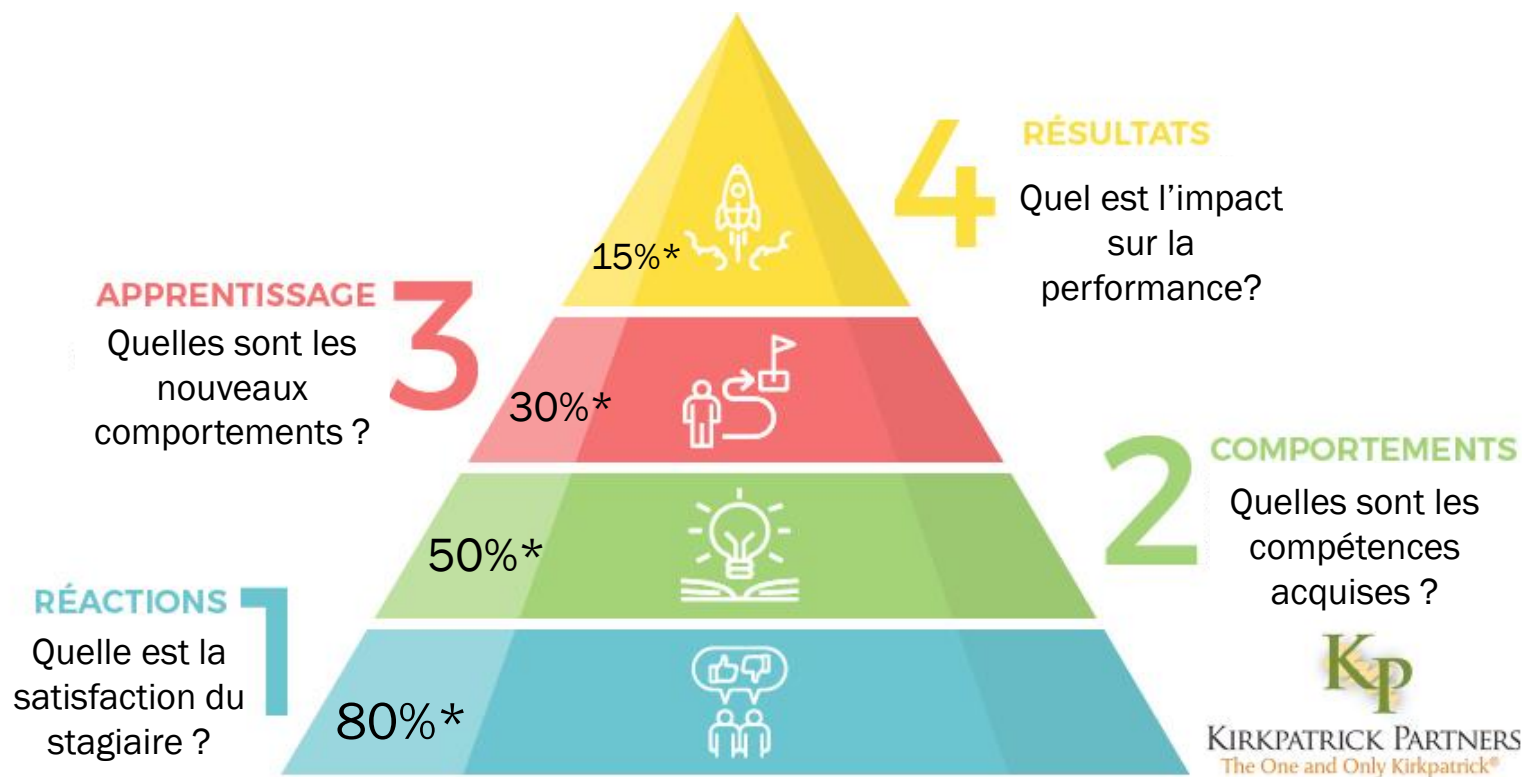 4
RÉSULTATS
Quel est l’impact
sur la
performance?
15%*
APPRENTISSAGE
3
Quelles sont les
nouveaux
comportements ?
30%*
2
COMPORTEMENTS
Quelles sont les
compétences
acquises ?
50%*
RÉACTIONS
1
Quelle est la
satisfaction du
stagiaire ?
80%*
KP
KIRKPATRICK PARTNERS
The One and Only Kirkpatrick®